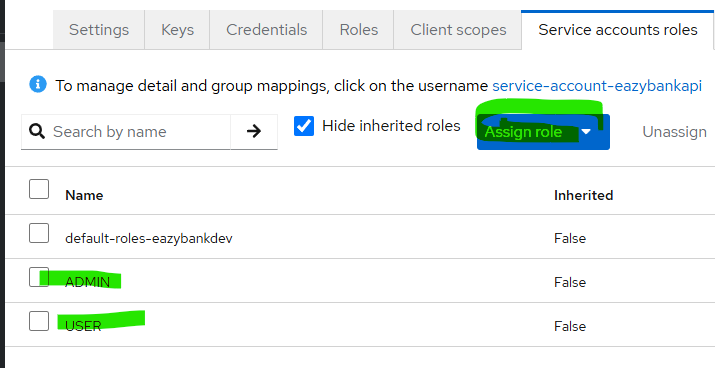 Settings Keys Credentials Roles Client scopes Service accounts roles
To manage detail and group mappings, click on the username service-account-eazybankapi
Search by name Hide inherited roles Assign role Unassign
Name Inherited
default-roles-eazybankdev False
ADMIN False
USER False